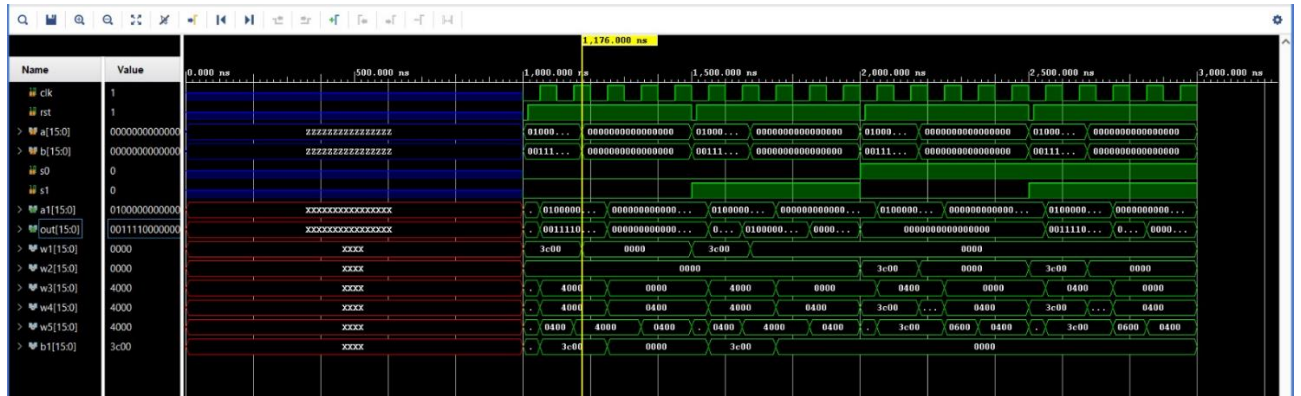 1,176.000 ns
Name Value 0.000 ns 500.000 ns 1,000.000 ns 1,500.000 ns 2,000.000 ns 2,500.000 ns 3,000.000 ns
clk 1
rst 1
a[15:0] 0000000000000 ZZZZZZZZZZZZZZZZ 01000... 0000000000000000 01000... 0000000000000000 01000... 0000000000000000 01000... 0000000000000000
b[15:0] 0000000000000 ZZZZZZZZZZZZZZZZ 00111... 0000000000000000 00111... 0000000000000000 00111... 0000000000000000 00111... 0000000000000000
s0 0
s1 0
a1[15:0] 0100000000000 XXXXXXXXXXXXXXXX . 0100000... 000000000000... 0100000... 000000000000... 0100000... 000000000000... 0100000... 0000000000...
out[15:0] 0011110000000 XXXXXXXXXXXXXXXX . 0011110... 000000000000... 0... 0100000... 0000... 0000000000000000 0011110... 0... 0000...
w1[15:0] 0000 XXXX 3c00 0000 3c00 0000
w2[15:0] 0000 XXXX 0000 3c00 0000 3c00 0000
w3[15:0] 4000 XXXX . 4000 0000 4000 0000 0400 0000 0400 0000
w4[15:0] 4000 XXXX . 4000 0400 4000 0400 3c00 ... 0400 3c00 ... 0400
w5[15:0] 4000 XXXX . 0400 4000 0400 . 0400 4000 0400 . 3c00 0600 0400 . 3c00 0600 0400
b1[15:0] 3c00 XXXX . 3c00 0000 3c00 0000